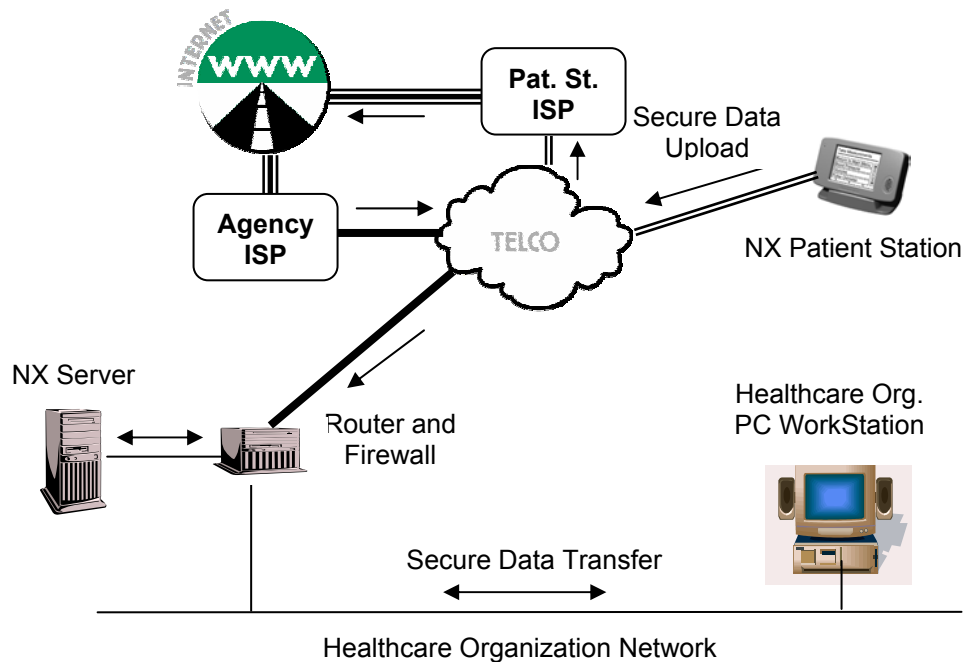 INTERNET
WWW
Pat. St.
ISP
Secure Data
Upload
Agency
ISP
TELCO
NX Patient Station
NX Server
Router and
Firewall
Healthcare Org.
PC WorkStation
Secure Data Transfer
Healthcare Organization Network